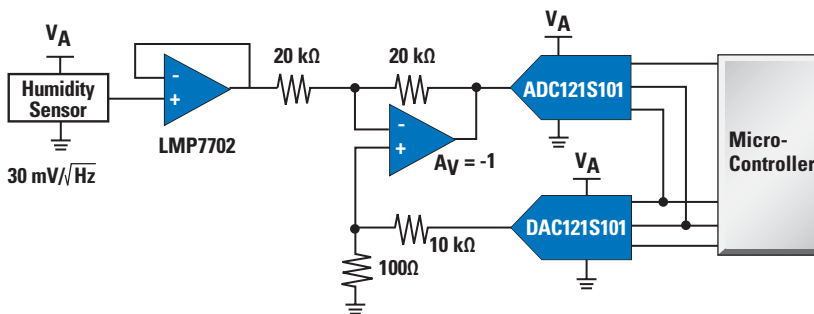 VA
Humidity
Sensor
30 mV/√Hz
-
+
LMP7702
20 kΩ
20 kΩ
-
+
AV = -1
10 kΩ
100Ω
VA
ADC121S101
VA
DAC121S101
Micro-
Controller